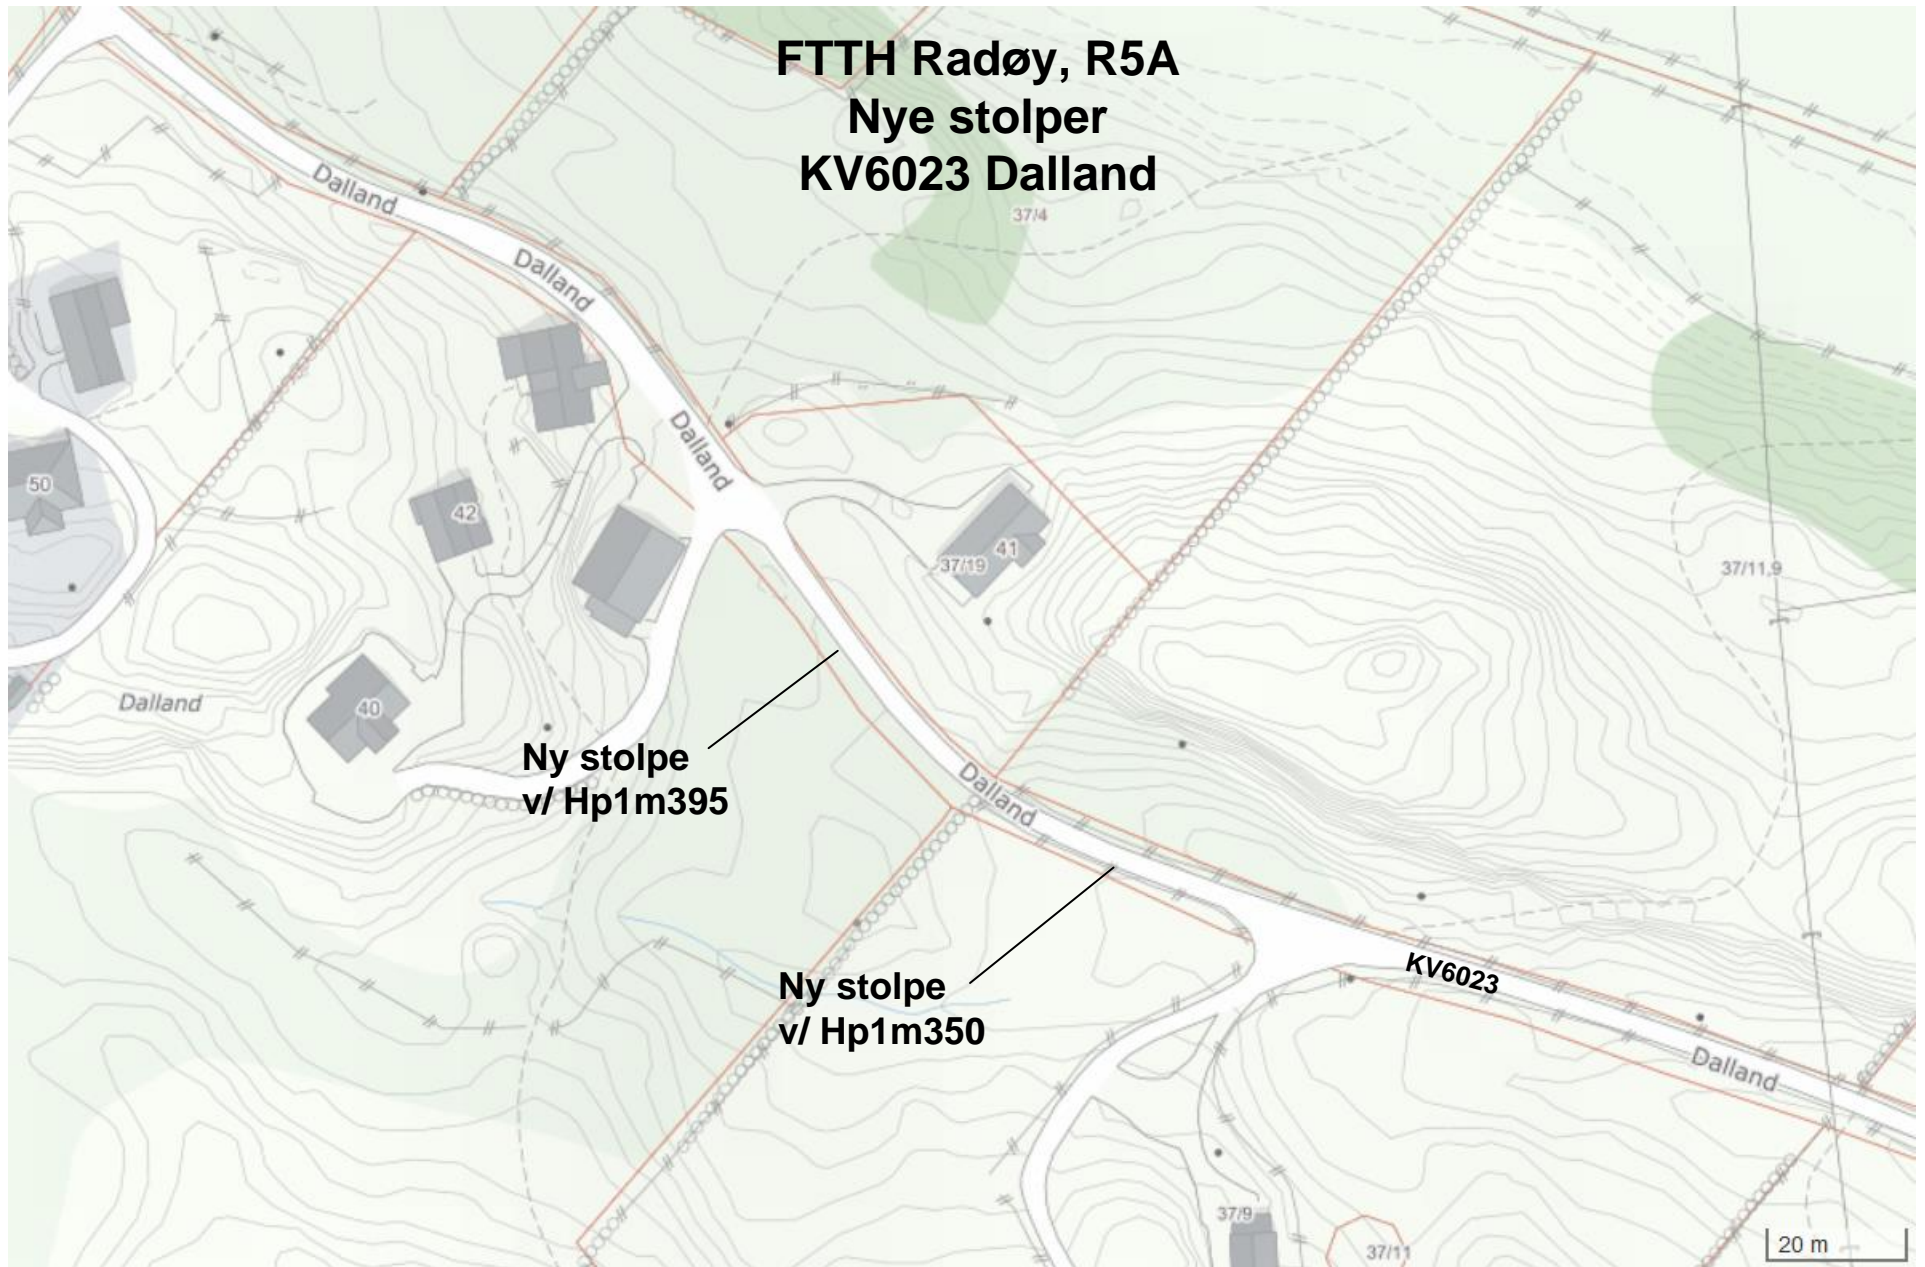 FTTH Radøy, R5A
Nye stolper
KV6023 Dalland
37/4
Dalland
Dalland
Dalland
50
42
41
37/19
37/11,9
Dalland
40
Ny stolpe
v/ Hp1m395
Dalland
Ny stolpe
v/ Hp1m350
KV6023
Dalland
37/9
37/11
20 m